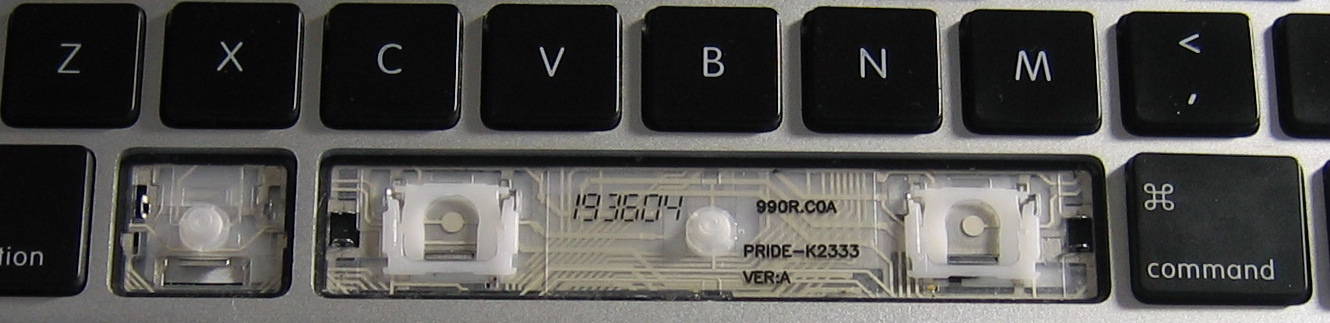 Z X C V B N M <
,
193604 990R.C0A
PRIDE-K2333
VER:A
tion ⌘
command